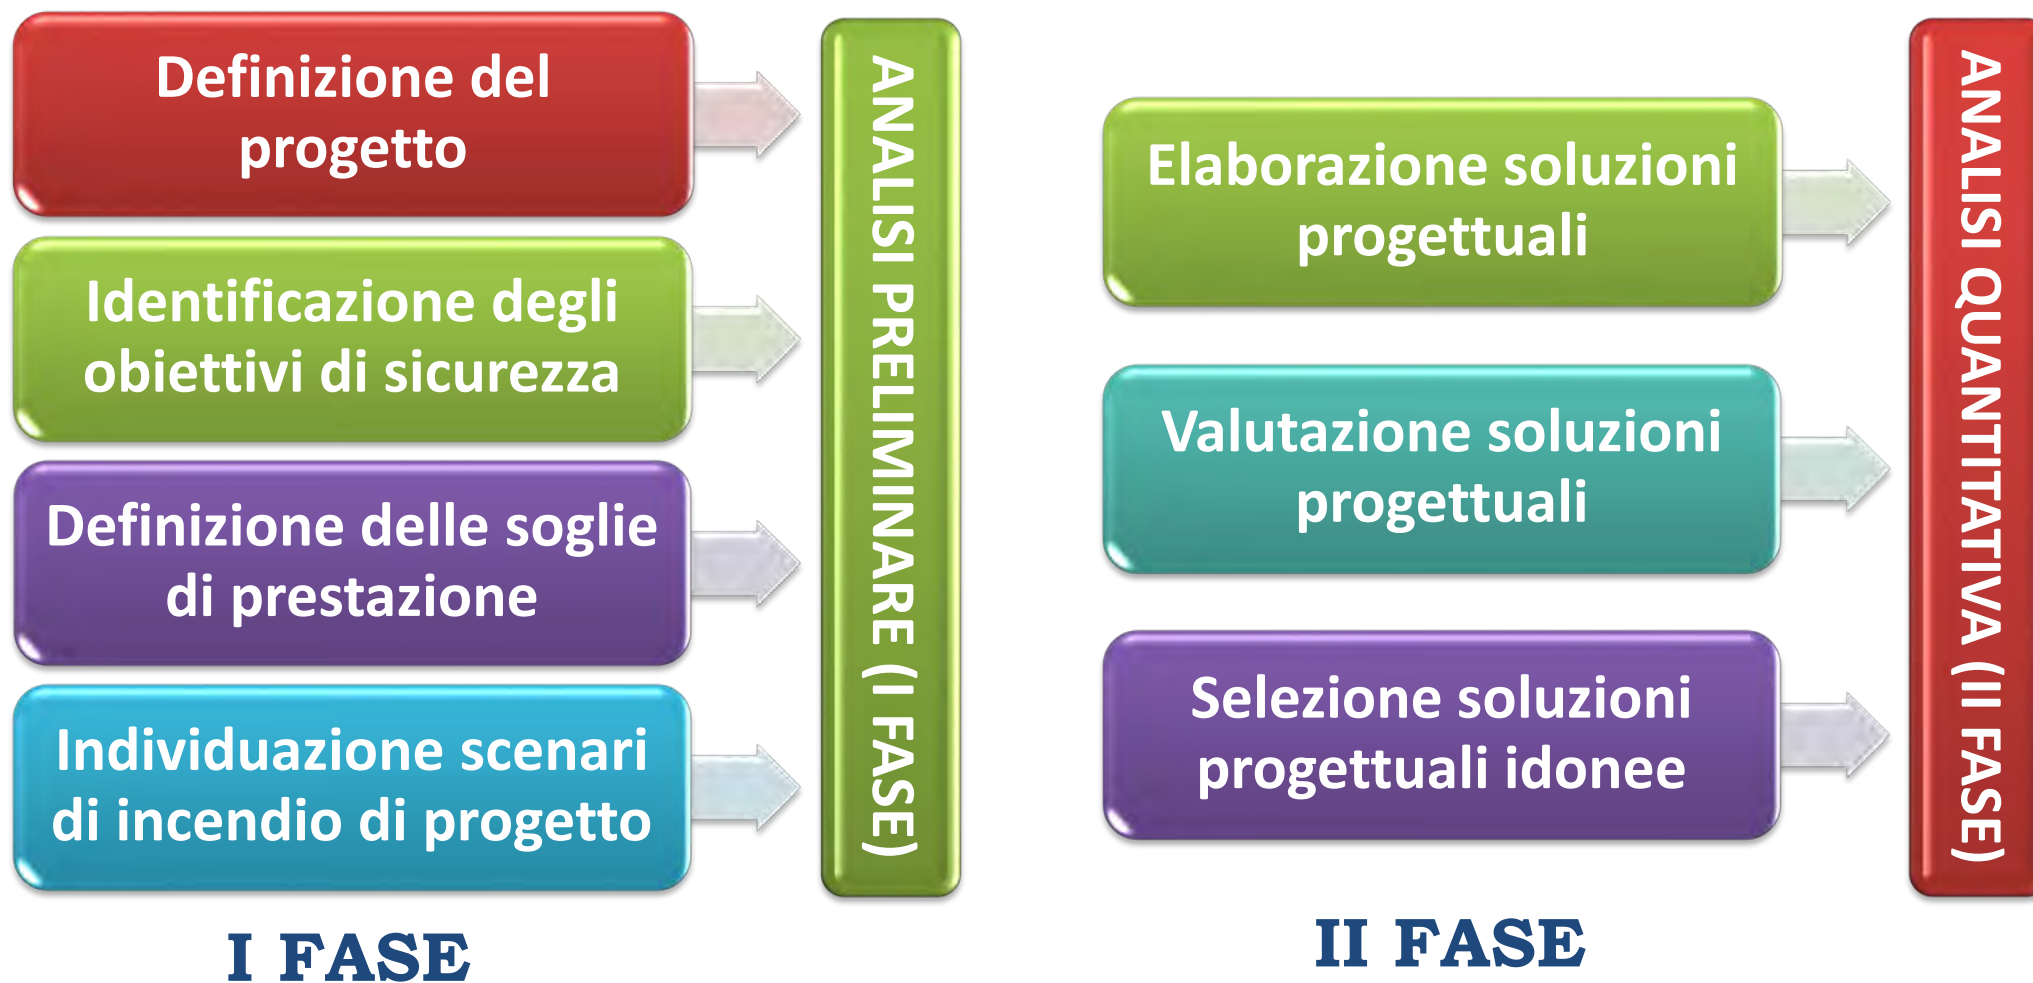 Definizione del
progetto
Identificazione degli
obiettivi di sicurezza
Definizione delle soglie
di prestazione
Individuazione scenari
di incendio di progetto
ANALISI PRELIMINARE (I FASE)
I FASE
Elaborazione soluzioni
progettuali
Valutazione soluzioni
progettuali
Selezione soluzioni
progettuali idonee
ANALISI QUANTITATIVA (II FASE)
II FASE